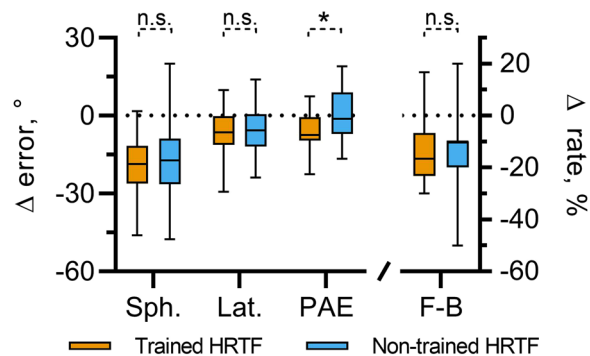 n.s. n.s. * n.s.
30
0
-30
-60
Δ error, °
20
0
-20
-40
-60
Δ rate, %
Sph. Lat. PAE F-B
Trained HRTF Non-trained HRTF